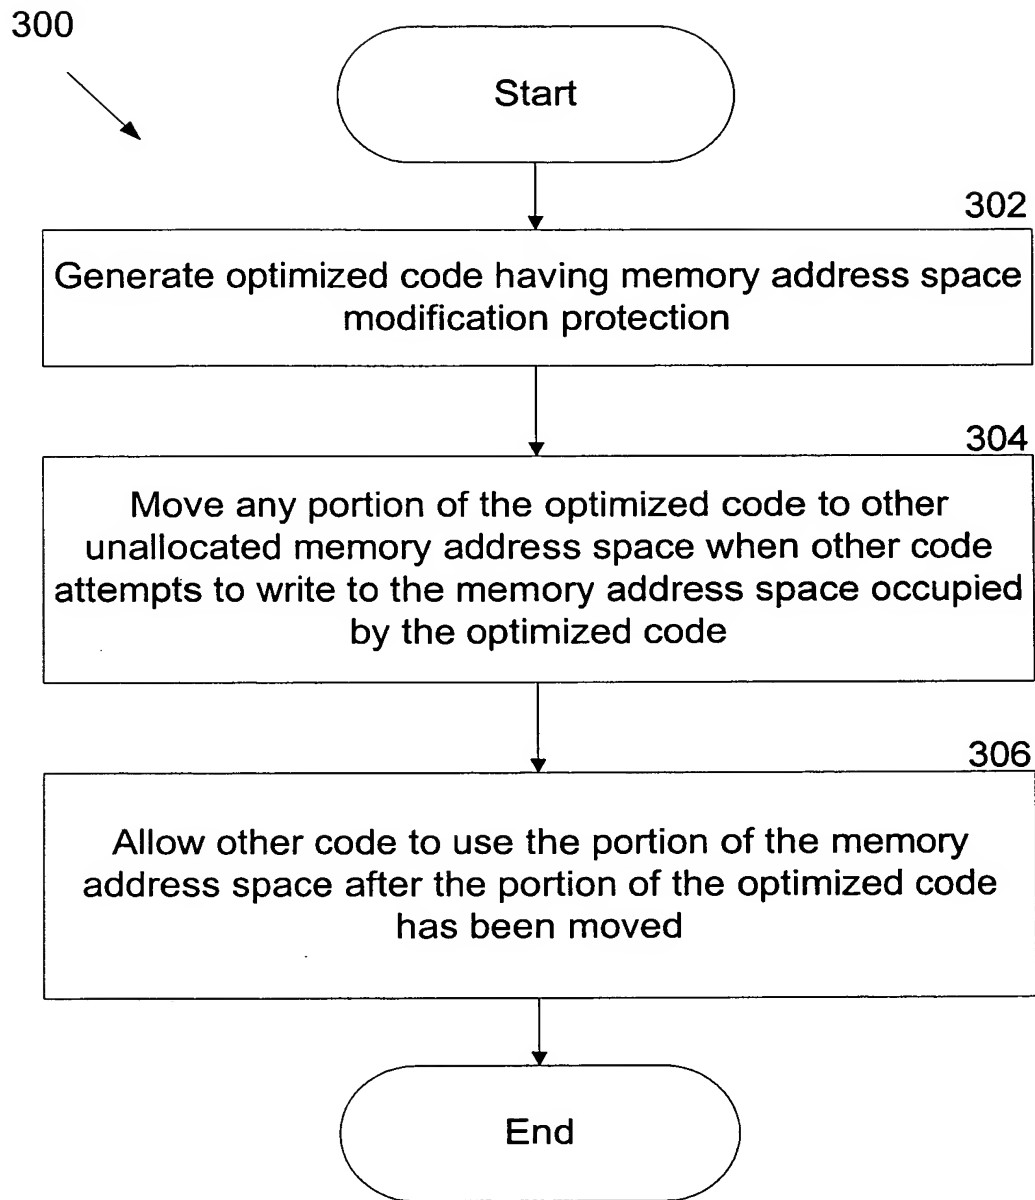 300
Start
302
Generate optimized code having memory address space
modification protection
304
Move any portion of the optimized code to other
unallocated memory address space when other code
attempts to write to the memory address space occupied
by the optimized code
306
Allow other code to use the portion of the memory
address space after the portion of the optimized code
has been moved
End